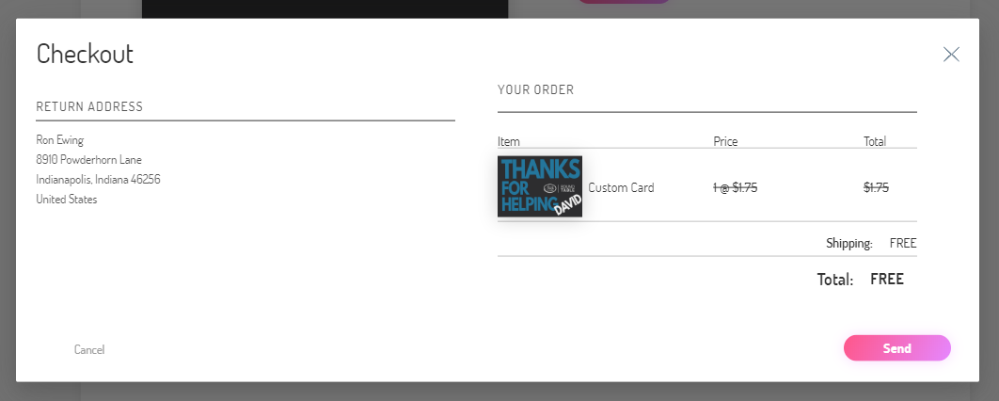 Checkout
RETURN ADDRESS
Ron Ewing
8910 Powderhorn Lane
Indianapolis, Indiana 46256
United States
YOUR ORDER
Item Price Total
THANKS
FOR
HELPING
DAVID
TABLE
Custom Card 1 @ $1.75 $1.75
Shipping: FREE
Total: FREE
Cancel
Send